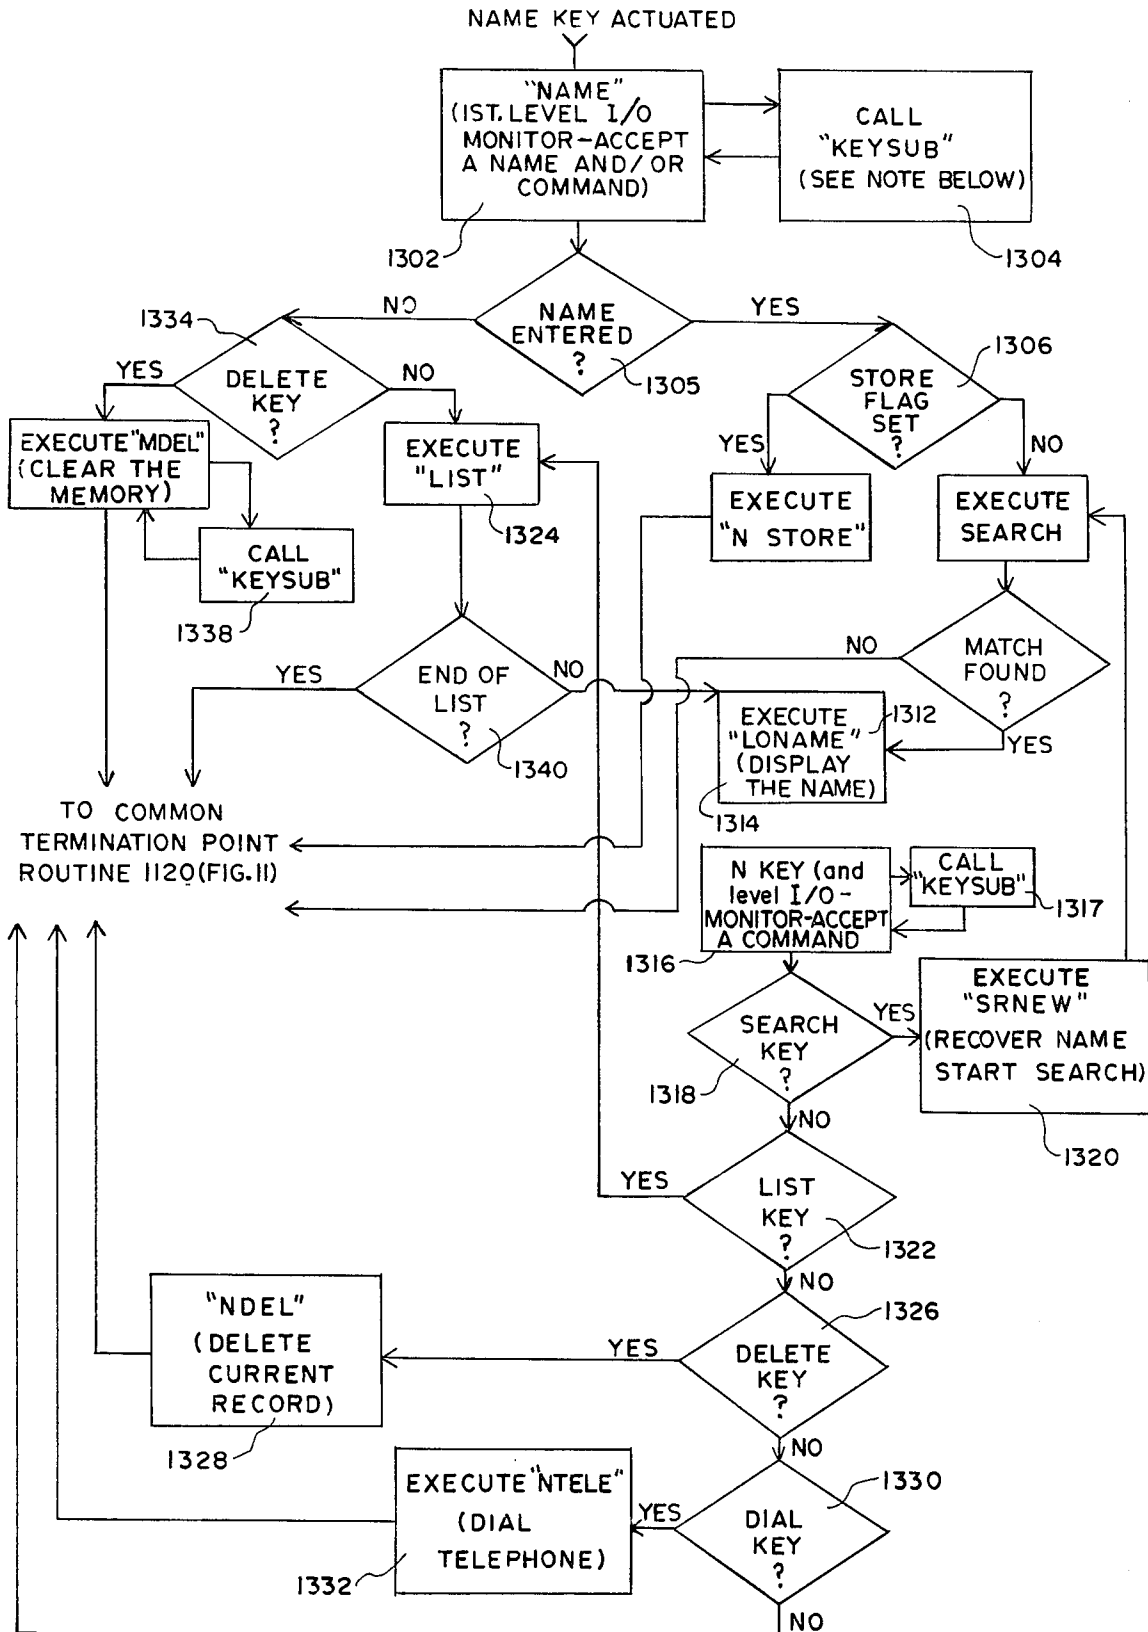 NAME KEY ACTUATED
"NAME"
(IST. LEVEL I/O
MONITOR-ACCEPT
A NAME AND/OR
COMMAND)
1302
CALL
"KEYSUB"
(SEE NOTE BELOW)
1304
NAME
ENTERED
?
1305
NO
YES
1334
DELETE
KEY
?
YES
NO
1306
STORE
FLAG
SET
?
YES
NO
EXECUTE "MDEL"
(CLEAR THE
MEMORY)
CALL
"KEYSUB"
1338
EXECUTE
"LIST"
1324
EXECUTE
"N STORE"
EXECUTE
SEARCH
MATCH
FOUND
?
NO
YES
END OF
LIST
?
1340
YES
NO
EXECUTE
"LONAME"
(DISPLAY
THE NAME)
1312
1314
TO COMMON
TERMINATION POINT
ROUTINE 1120 (FIG.11)
N KEY (and
level I/O-
MONITOR-ACCEPT
A COMMAND
1316
CALL
"KEYSUB"
1317
SEARCH
KEY
?
1318
YES
NO
EXECUTE
"SRNEW"
(RECOVER NAME
START SEARCH)
1320
LIST
KEY
?
1322
YES
NO
DELETE
KEY
?
1326
YES
NO
"NDEL"
(DELETE
CURRENT
RECORD)
1328
DIAL
KEY
?
1330
YES
NO
EXECUTE "NTELE"
(DIAL
TELEPHONE)
1332